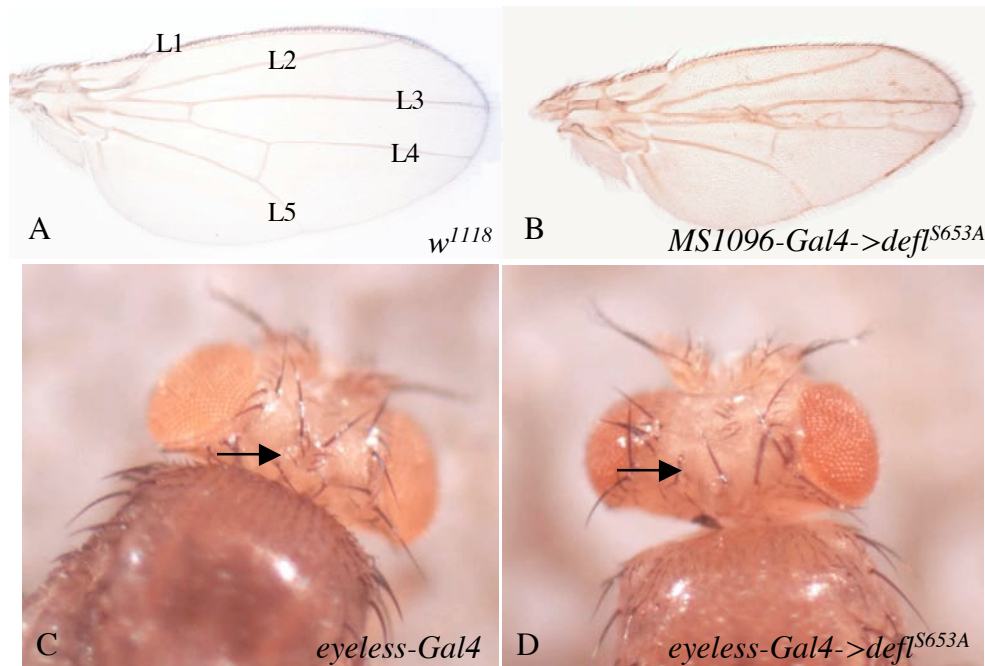 L1
L2
L3
L4
L5
A
w1118
B
MS1096-Gal4->deflS653A
C
eyeless-Gal4
D
eyeless-Gal4->deflS653A